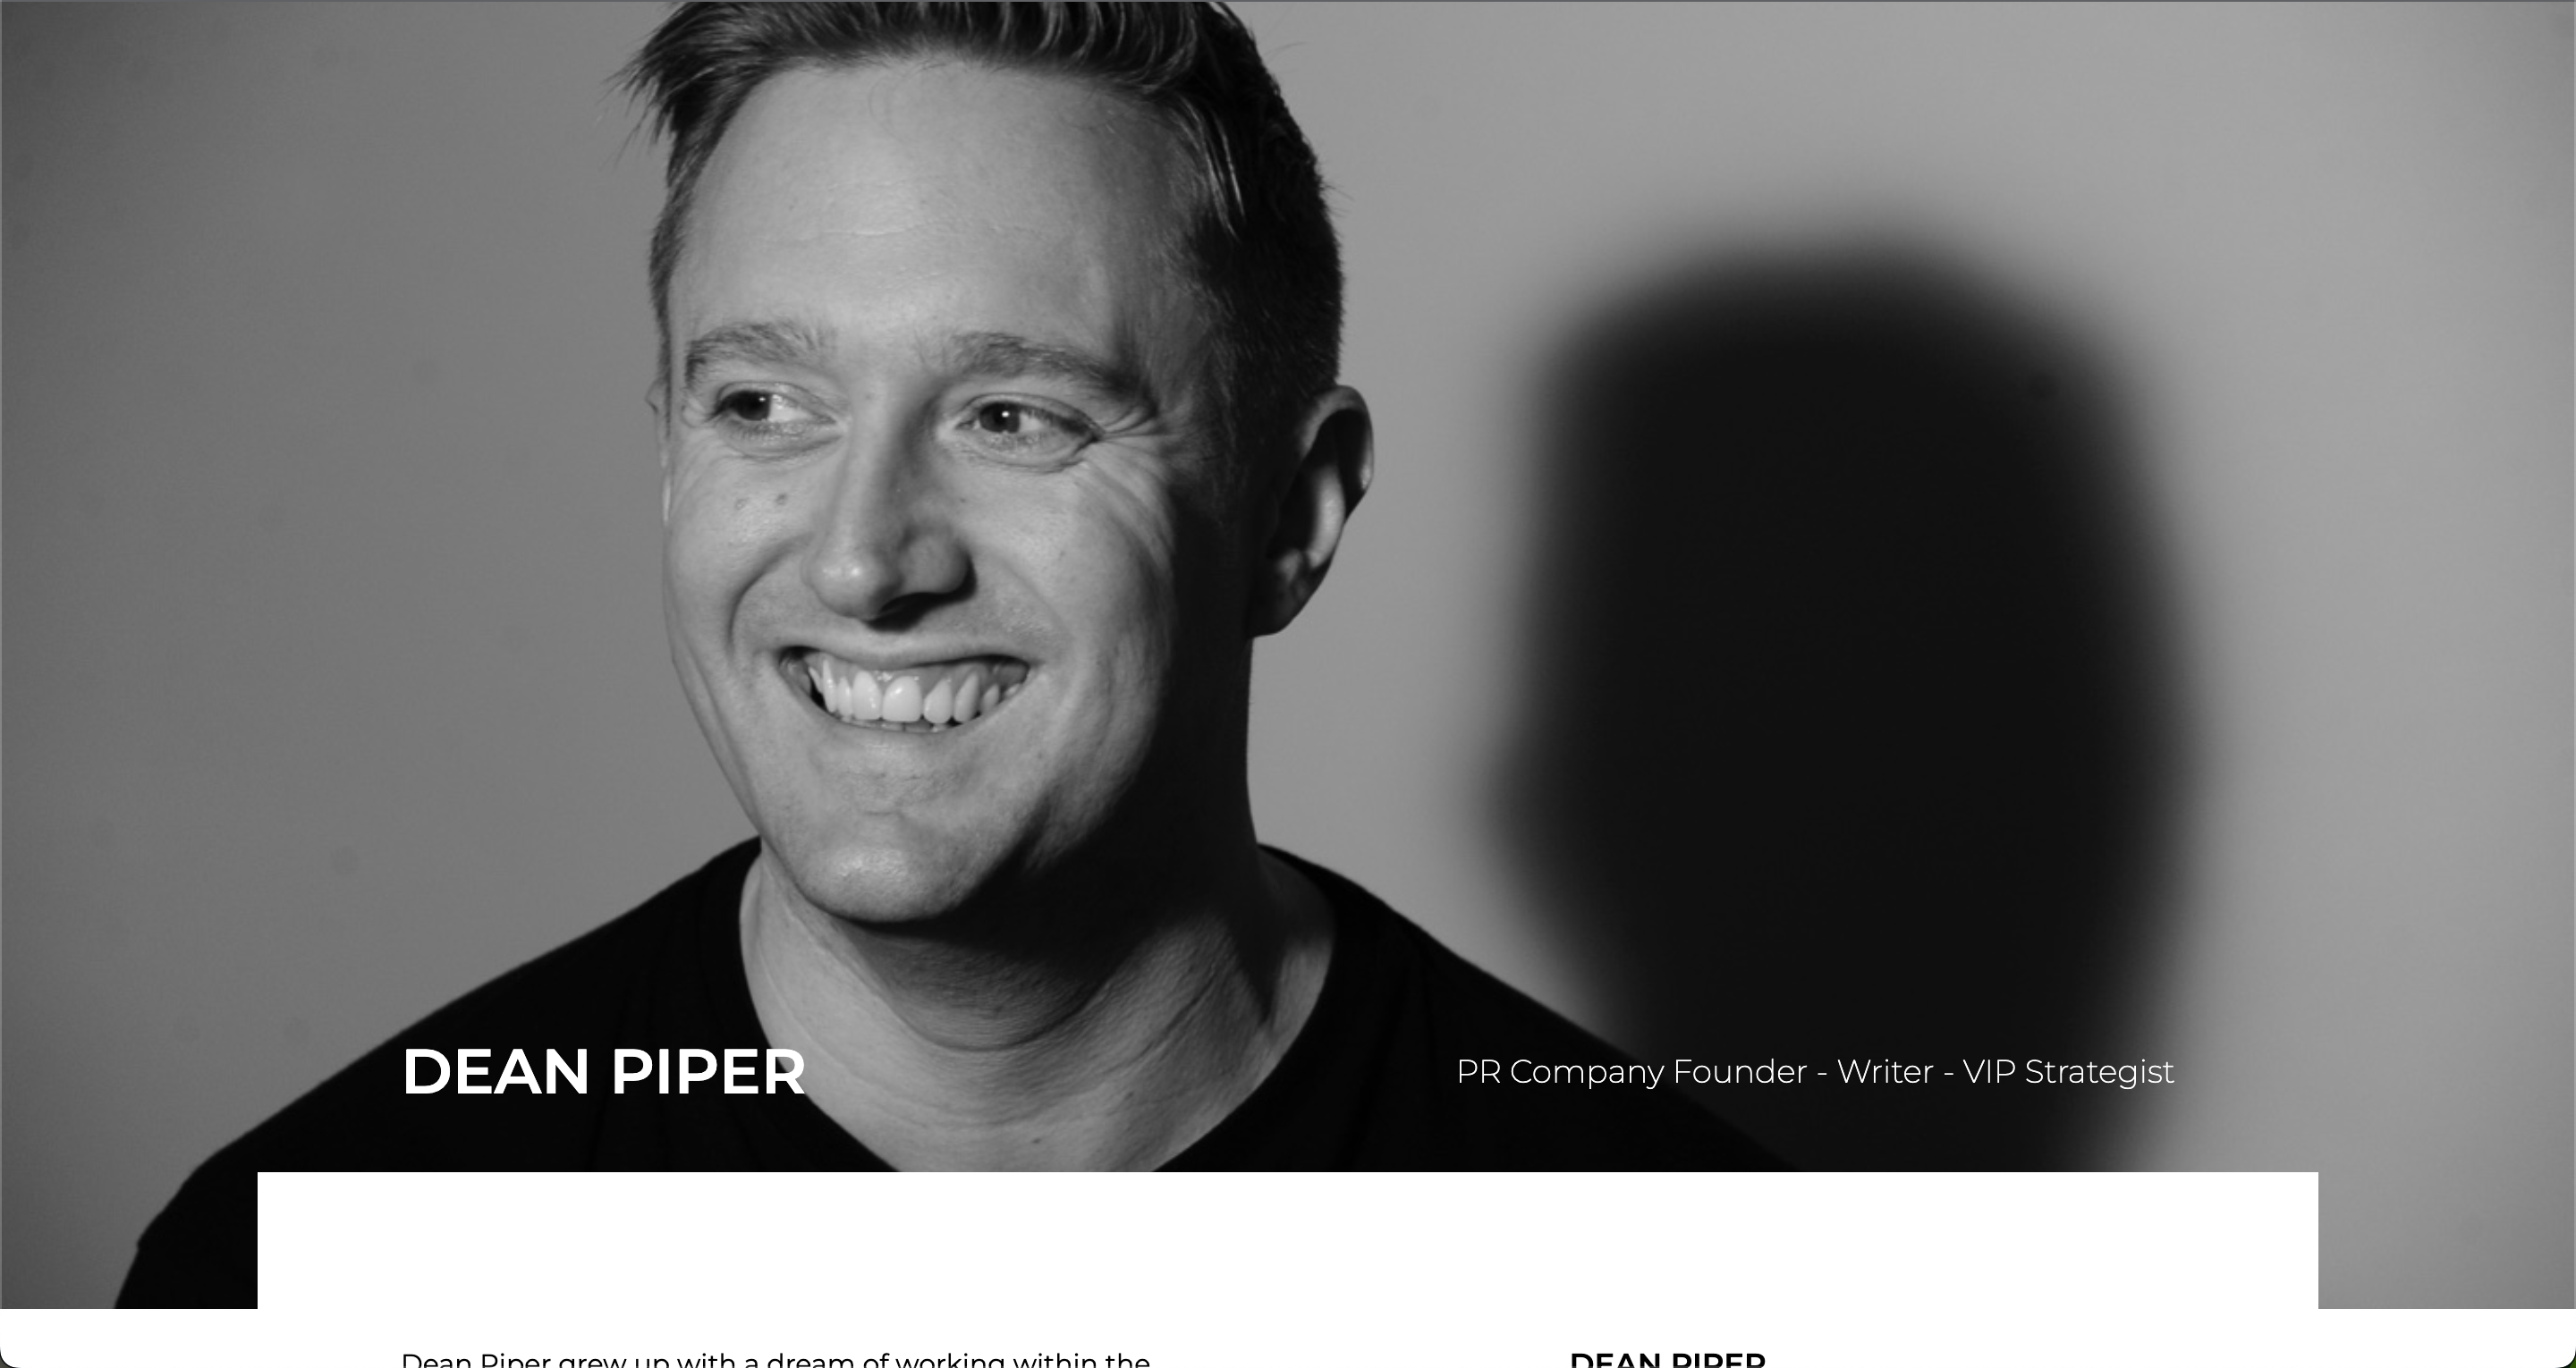 DEAN PIPER
PR Company Founder - Writer - VIP Strategist
Dean Piper grew up with a dream of working within the
DEAN PIPER